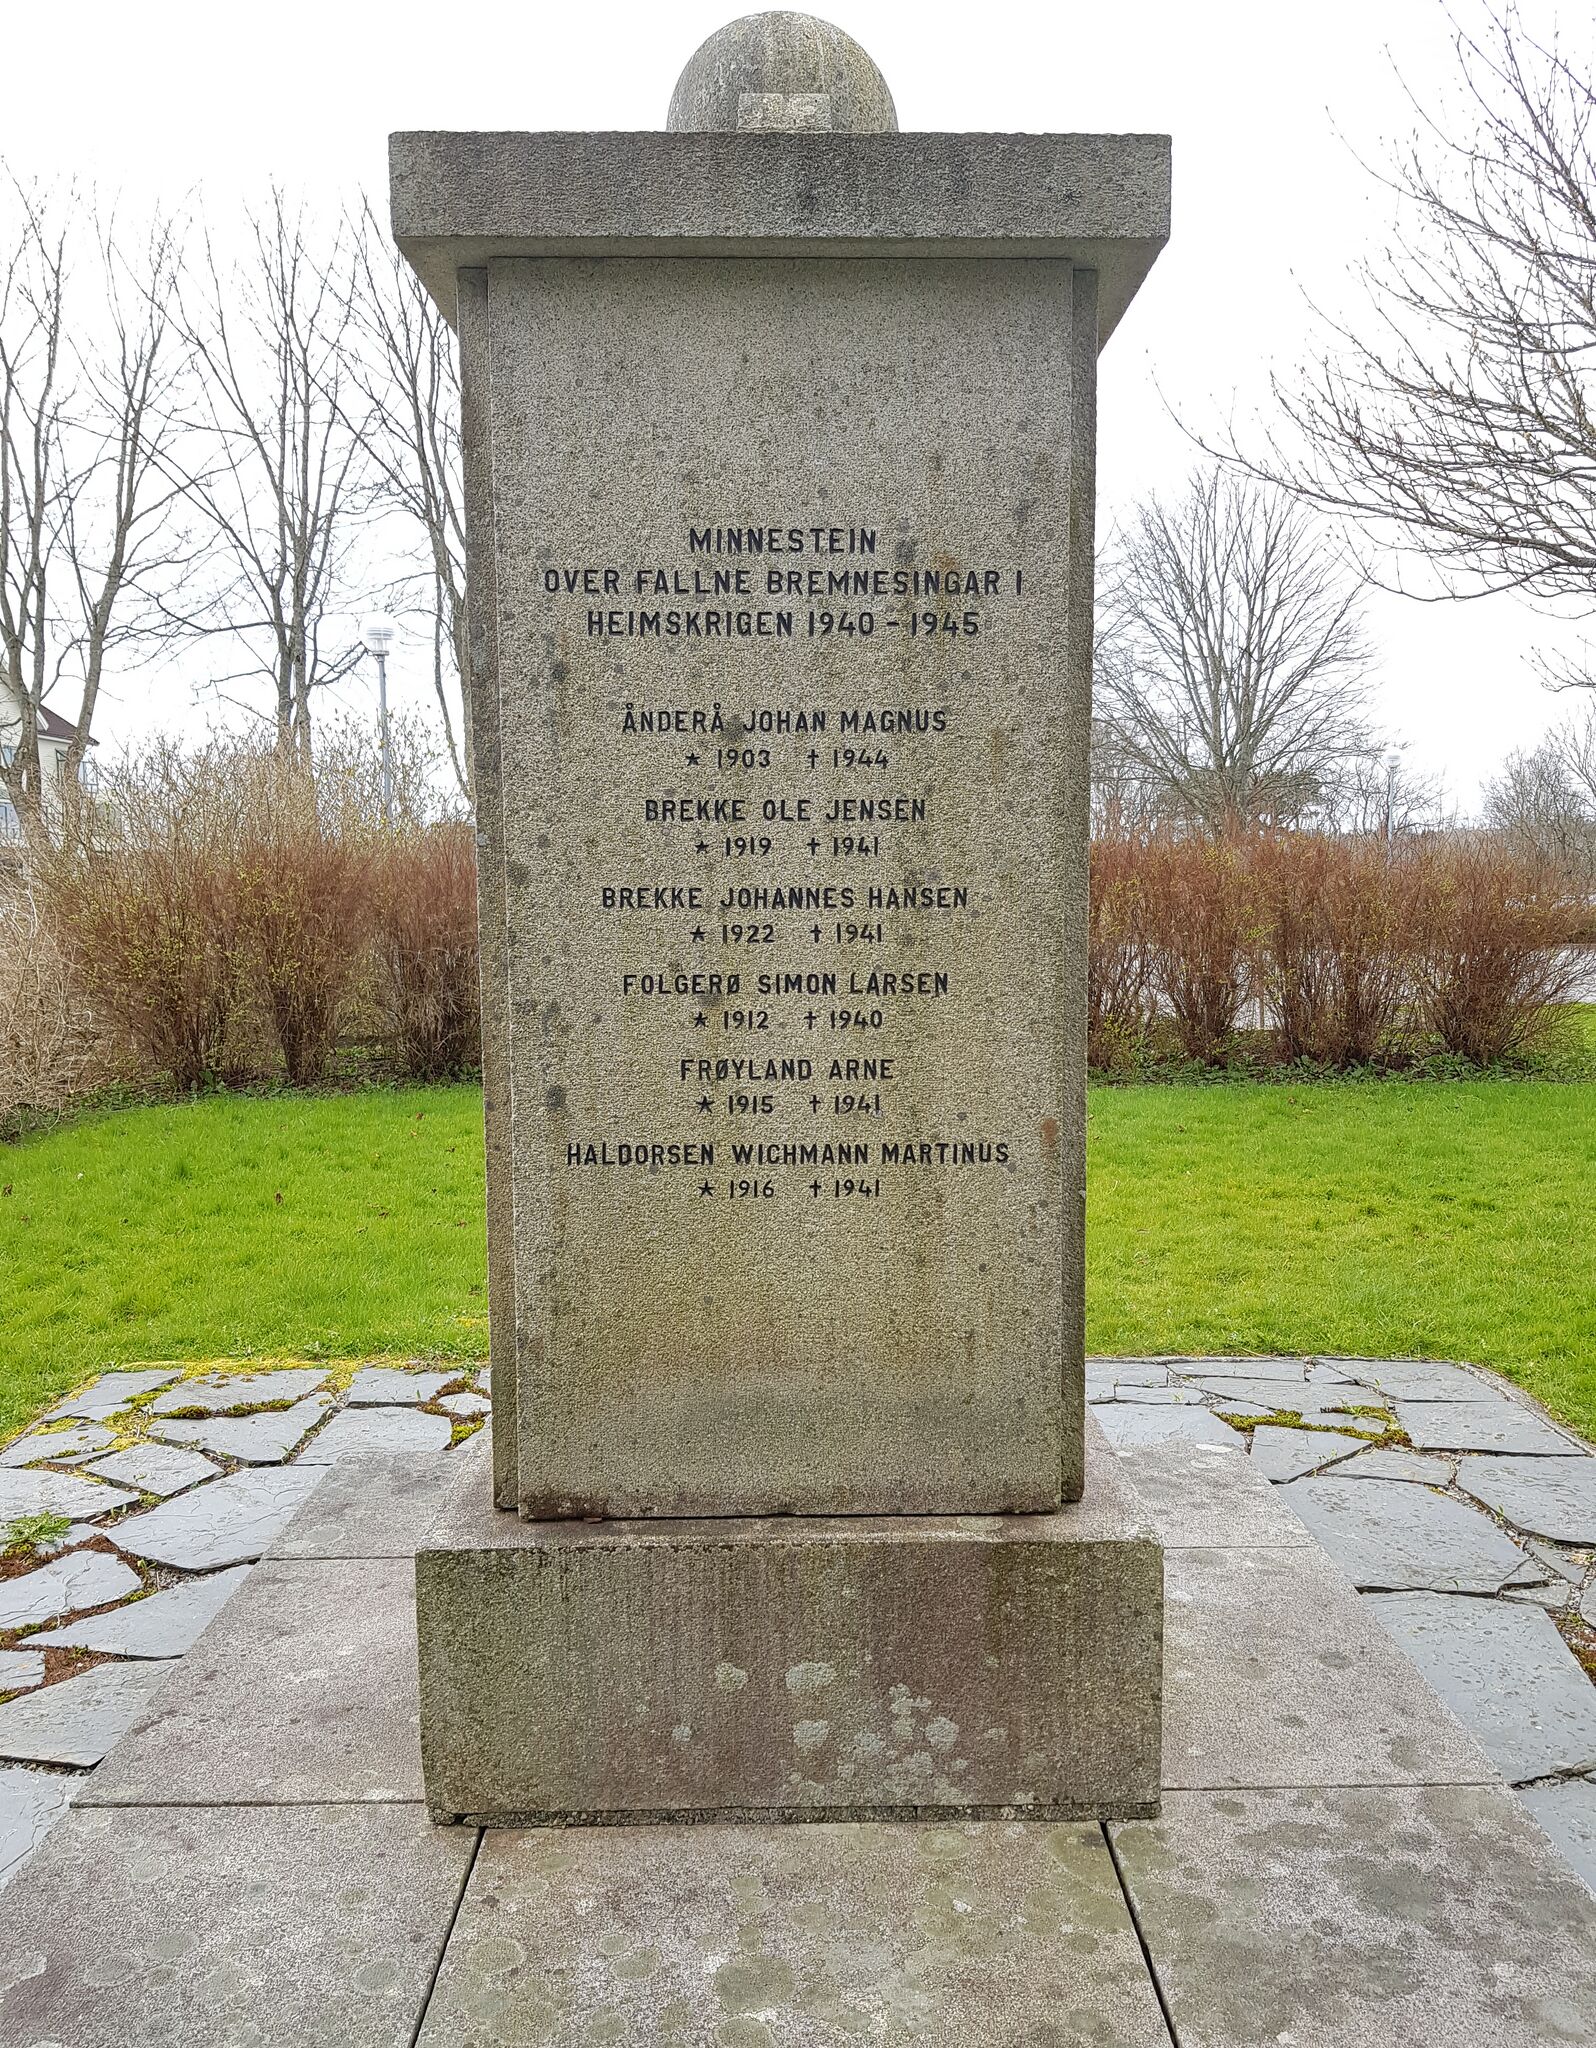 MINNESTEIN
OVER FALLNE BREMNESINGAR I
HEIMSKRIGEN 1940 - 1945
ÅNDERÅ JOHAN MAGNUS
* 1903 † 1944
BREKKE OLE JENSEN
* 1919 † 1941
BREKKE JOHANNES HANSEN
* 1922 † 1941
FOLGERØ SIMON LARSEN
* 1912 † 1940
FRØYLAND ARNE
* 1915 † 1941
HALDORSEN WICHMANN MARTINUS
* 1916 † 1941